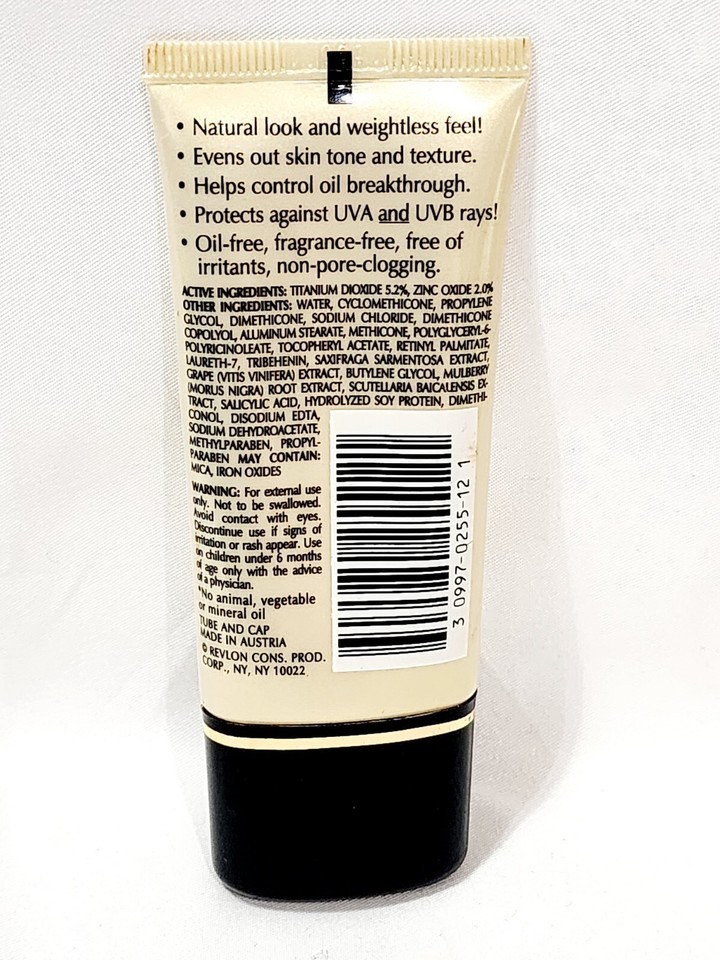 • Natural look and weightless feel!
• Evens out skin tone and texture.
• Helps control oil breakthrough.
• Protects against UVA and UVB rays!
• Oil-free, fragrance-free, free of
irritants, non-pore-clogging.
ACTIVE INGREDIENTS: TITANIUM DIOXIDE 5.2%, ZINC OXIDE 2.0%
OTHER INGREDIENTS: WATER, CYCLOMETHICONE, PROPYLENE
GLYCOL, DIMETHICONE, SODIUM CHLORIDE, DIMETHICONE
COPOLYOL, ALUMINUM STEARATE, METHICONE, POLYGLYCERYL-6-
POLYRICINOLEATE, TOCOPHERYL ACETATE, RETINYL PALMITATE,
LAURETH-7, TRIBEHENIN, SAXIFRAGA SARMENTOSA EXTRACT,
GRAPE (VITIS VINIFERA) EXTRACT, BUTYLENE GLYCOL, MULBERRY
(MORUS NIGRA) ROOT EXTRACT, SCUTELLARIA BAICALENSIS EX-
TRACT, SALICYLIC ACID, HYDROLYZED SOY PROTEIN, DIMETHI-
CONOL, DISODIUM EDTA,
SODIUM DEHYDROACETATE,
METHYLPARABEN, PROPYL-
PARABEN MAY CONTAIN:
MICA, IRON OXIDES
WARNING: For external use
only. Not to be swallowed.
Avoid contact with eyes.
Discontinue use if signs of
irritation or rash appear. Use
on children under 6 months
of age only with the advice
of a physician.
*No animal, vegetable
or mineral oil
TUBE AND CAP
MADE IN AUSTRIA
© REVLON CONS. PROD.
CORP., NY, NY 10022
3 0997-0255-12 1